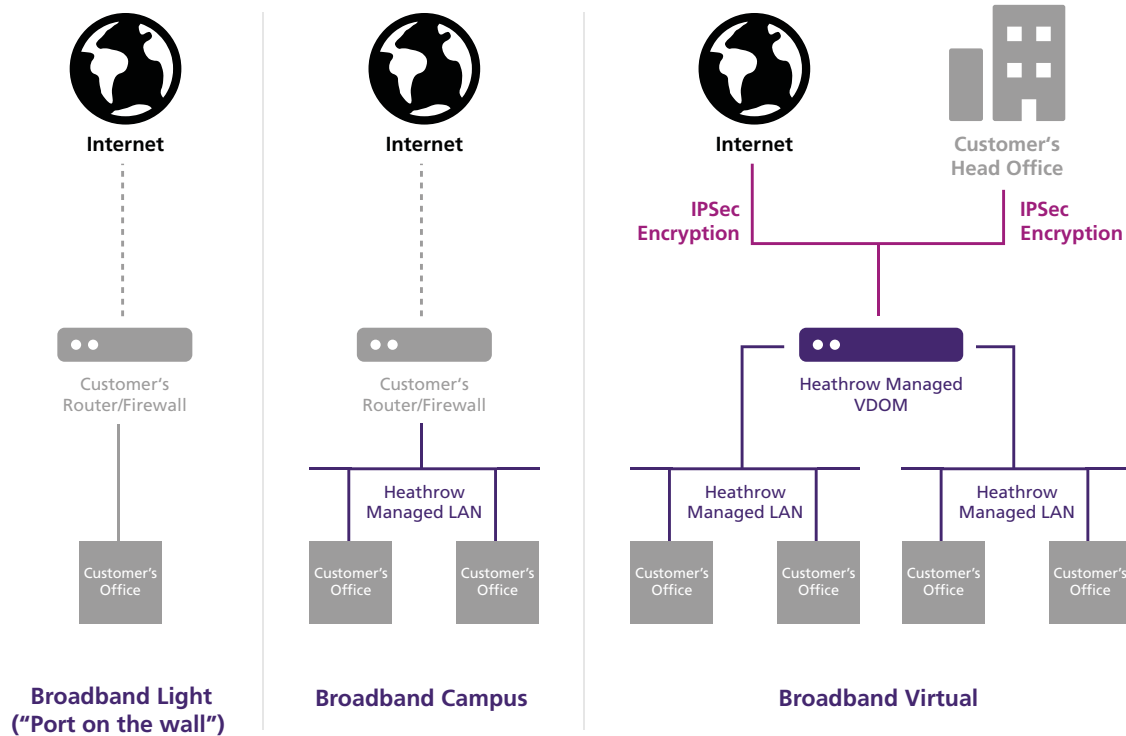 Internet
Customer's
Router/Firewall
Customer's
Office
Broadband Light
(“Port on the wall”)
Internet
Customer's
Router/Firewall
Heathrow
Managed LAN
Customer's
Office
Customer's
Office
Broadband Campus
Internet
Customer's
Head Office
IPSec
Encryption
IPSec
Encryption
Heathrow Managed
VDOM
Heathrow
Managed LAN
Heathrow
Managed LAN
Customer's
Office
Customer's
Office
Customer's
Office
Customer's
Office
Broadband Virtual